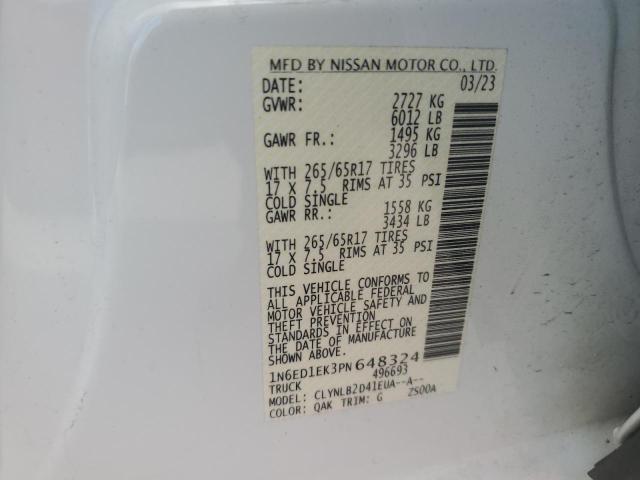 MFD BY NISSAN MOTOR CO., LTD.
DATE: 03/23
GVWR: 2727 KG
6012 LB
GAWR FR.: 1495 KG
3296 LB
WITH 265/65R17 TIRES
17 X 7.5 RIMS AT 35 PSI
COLD SINGLE
GAWR RR.: 1558 KG
3434 LB
WITH 265/65R17 TIRES
17 X 7.5 RIMS AT 35 PSI
COLD SINGLE
THIS VEHICLE CONFORMS TO
ALL APPLICABLE FEDERAL
MOTOR VEHICLE SAFETY AND
THEFT PREVENTION
STANDARDS IN EFFECT ON
THE DATE OF MANUFACTURE
SHOWN ABOVE.
1N6ED1EK3PN648324
TRUCK 496693
MODEL: CLYNLB2D41EUA--A--
COLOR: QAK TRIM: G 2S00A